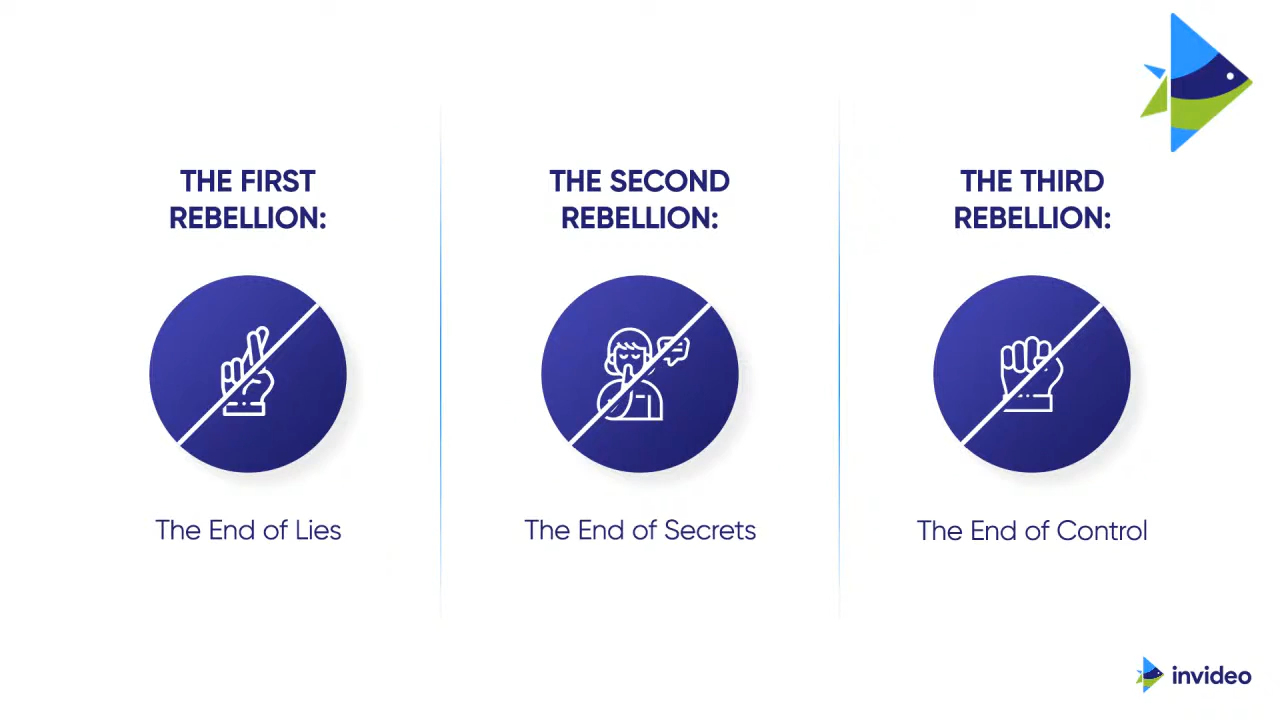 THE FIRST
REBELLION:
The End of Lies
THE SECOND
REBELLION:
The End of Secrets
THE THIRD
REBELLION:
The End of Control
invideo